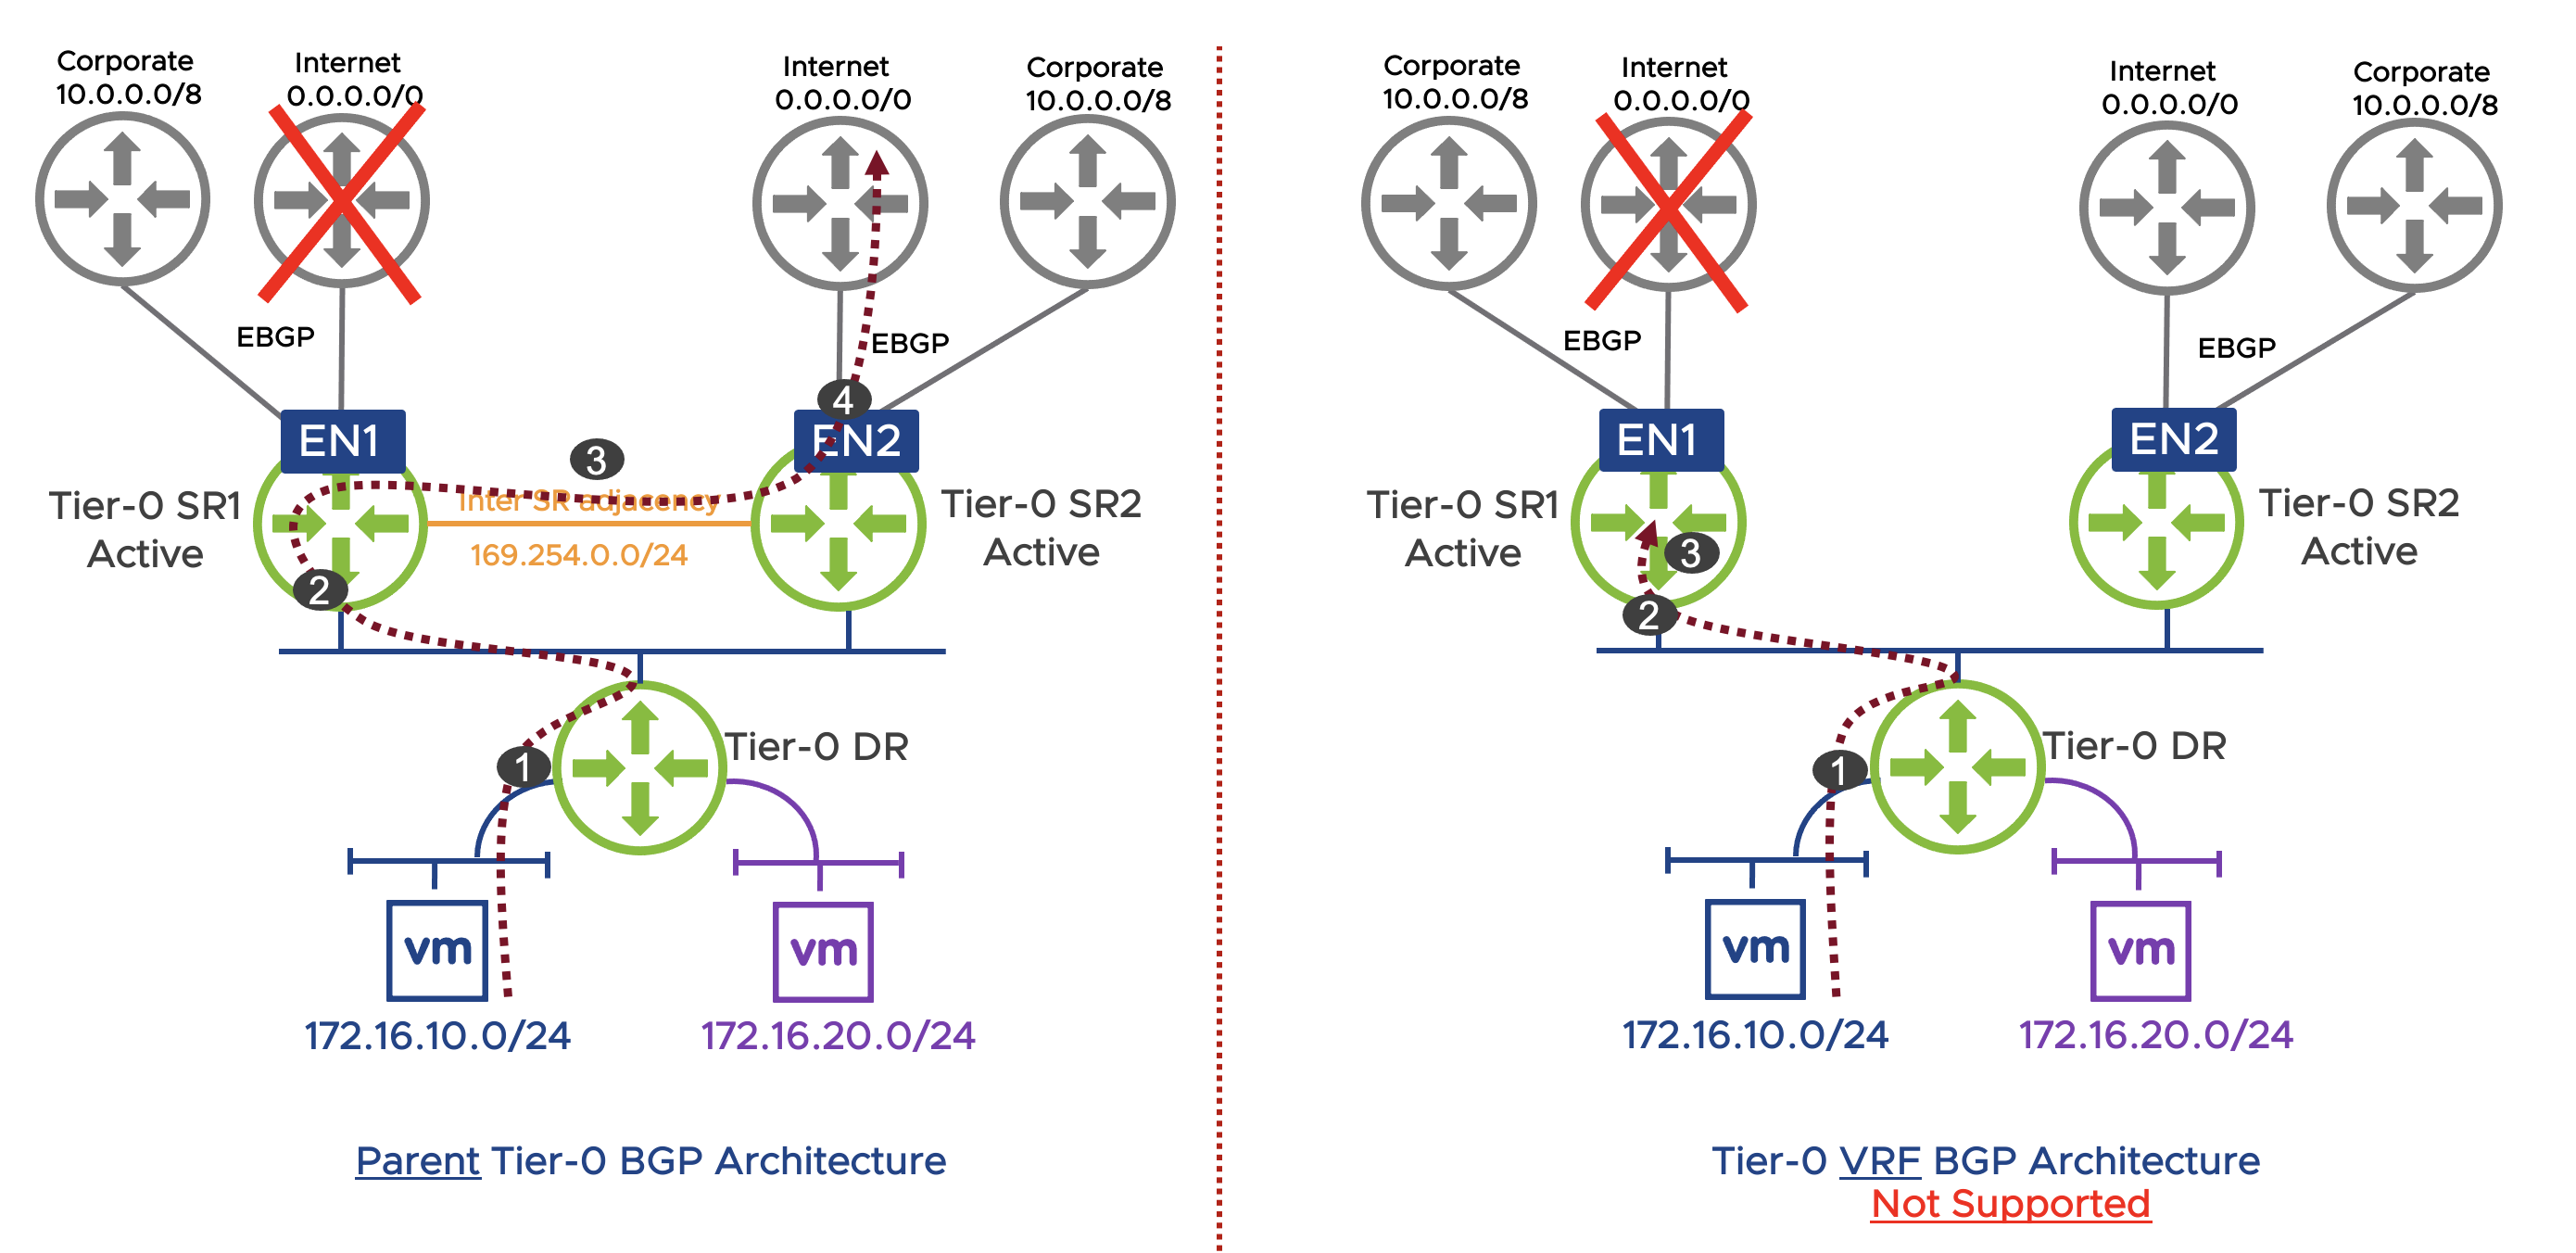 Corporate
10.0.0.0/8
Internet
0.0.0.0/0
Internet
0.0.0.0/0
Corporate
10.0.0.0/8
EBGP
EBGP
4
EN1
EN2
3
Tier-0 SR1
Active
Inter SR adjacency
169.254.0.0/24
Tier-0 SR2
Active
2
Tier-0 DR
1
vm
vm
172.16.10.0/24
172.16.20.0/24
Parent Tier-0 BGP Architecture
Corporate
10.0.0.0/8
Internet
0.0.0.0/0
Internet
0.0.0.0/0
Corporate
10.0.0.0/8
EBGP
EBGP
EN1
EN2
Tier-0 SR1
Active
3
Tier-0 SR2
Active
2
Tier-0 DR
1
vm
vm
172.16.10.0/24
172.16.20.0/24
Tier-0 VRF BGP Architecture
Not Supported